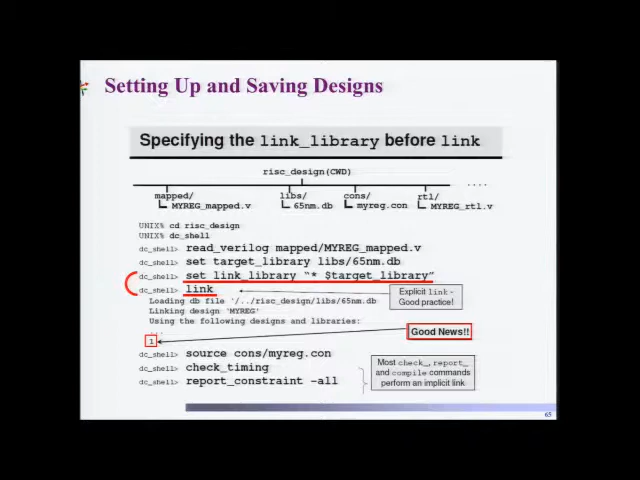 Setting Up and Saving Designs
Specifying the link_library before link
risc_design(CWD)
mapped/ libs/ cons/ rtl/ ....
MYREG_mapped.v 65nm.db myreg.con MYREG_rtl.v
UNIX% cd risc_design
UNIX% dc_shell
dc_shell> read_verilog mapped/MYREG_mapped.v
dc_shell> set target_library libs/65nm.db
dc_shell> set link_library "* $target_library"
dc_shell> link
Explicit link -
Good practice!
Loading db file '/../risc_design/libs/65nm.db
Linking design 'MYREG'
Using the following designs and libraries:
...
Good News!!
1
dc_shell> source cons/myreg.con
dc_shell> check_timing
dc_shell> report_constraint -all
Most check_, report_
and compile commands
perform an implicit link.
65